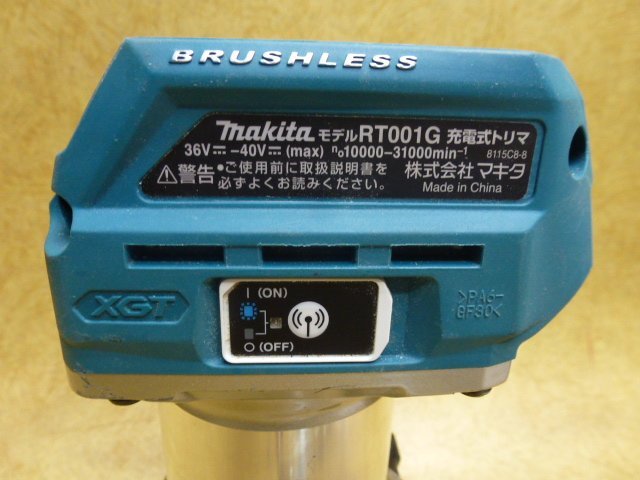 BRUSHLESS
makita モデルRT001G 充電式トリマ
36V⎓-40V⎓(max) n₀10000-31000min⁻¹ 8115C8-8
⚠警告 •ご使用前に取扱説明書を
必ずよくお読みください。
株式会社 マキタ
Made in China
XGT
I (ON)
O (OFF)
>PA6-
GF30<